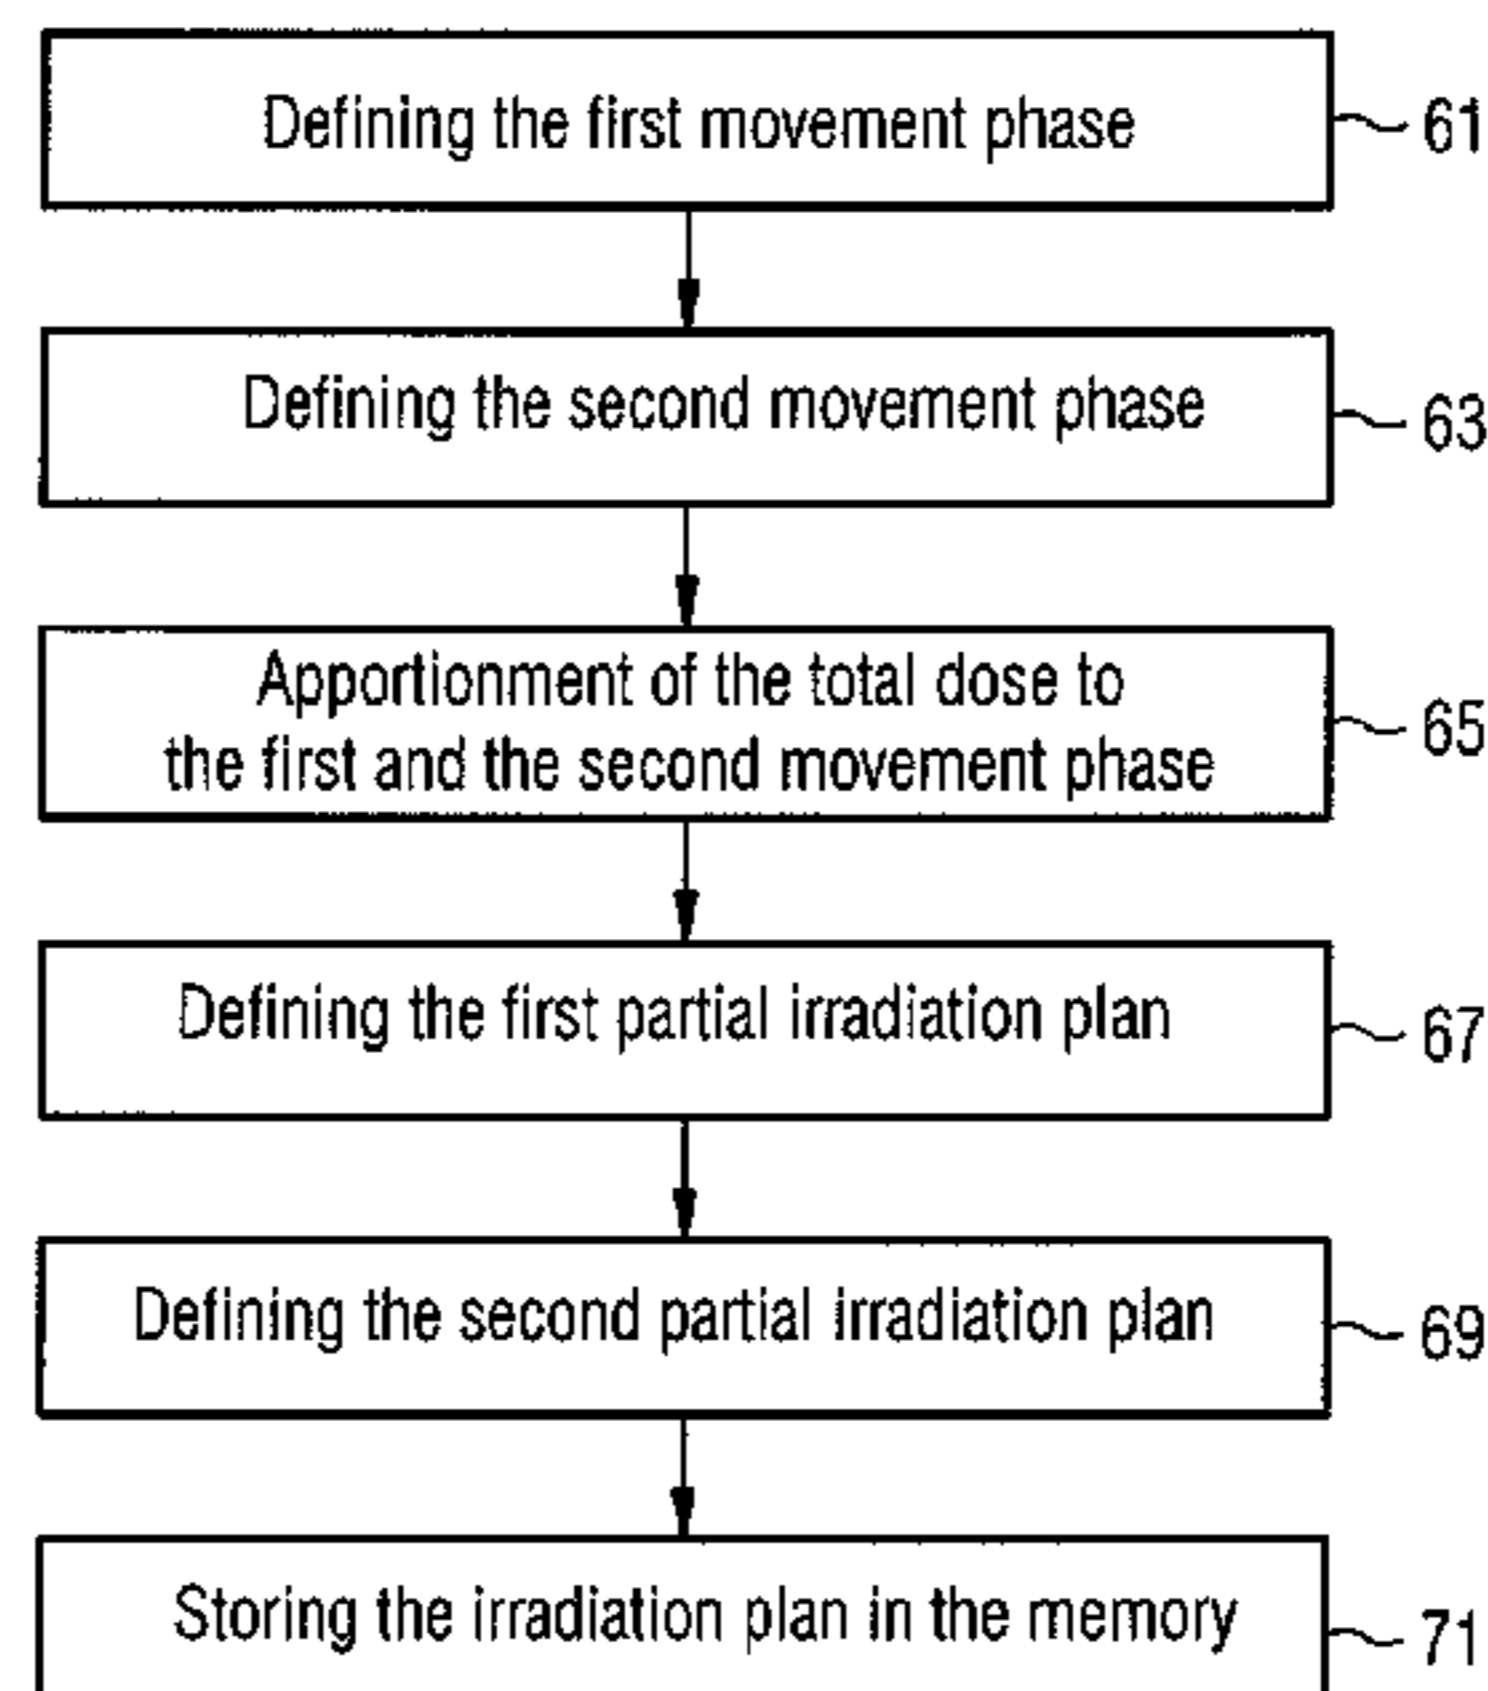 Defining the first movement phase
61
Defining the second movement phase
63
Apportionment of the total dose to
the first and the second movement phase
65
Defining the first partial irradiation plan
67
Defining the second partial irradiation plan
69
Storing the irradiation plan in the memory
71